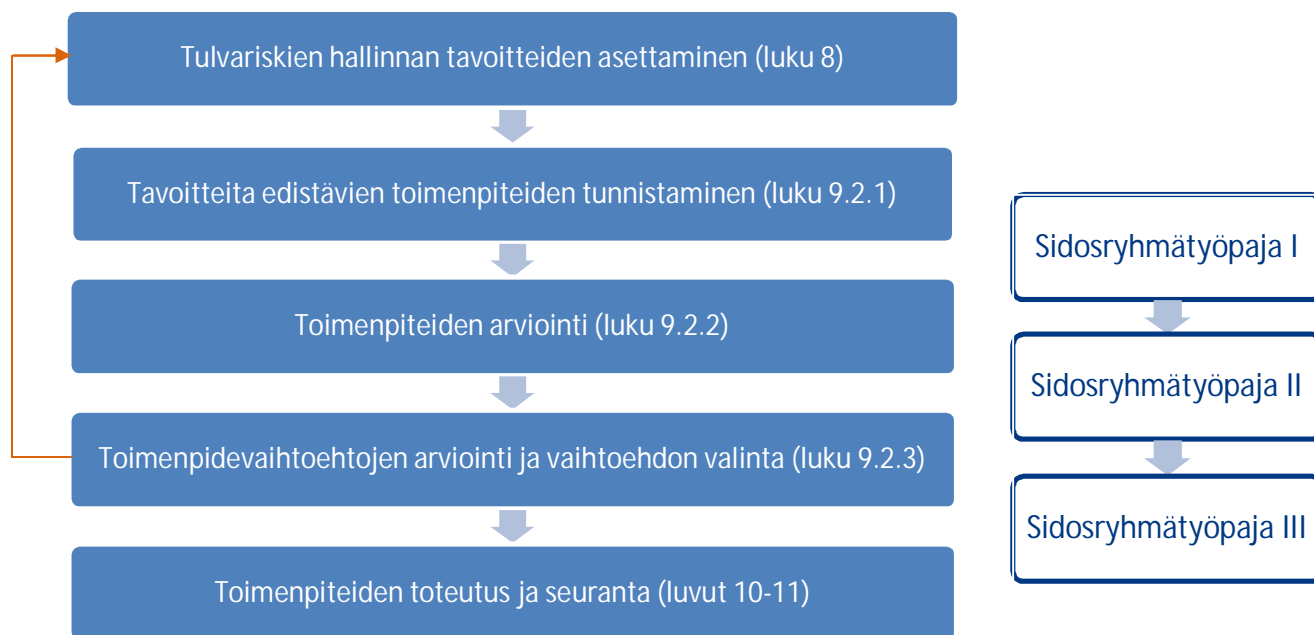 Tulvariskien hallinnan tavoitteiden asettaminen (luku 8)
Tavoitteita edistävien toimenpiteiden tunnistaminen (luku 9.2.1)
Toimenpiteiden arviointi (luku 9.2.2)
Toimenpidevaihtoehtojen arviointi ja vaihtoehdon valinta (luku 9.2.3)
Toimenpiteiden toteutus ja seuranta (luvut 10-11)
Sidosryhmätyöpaja I
Sidosryhmätyöpaja II
Sidosryhmätyöpaja III